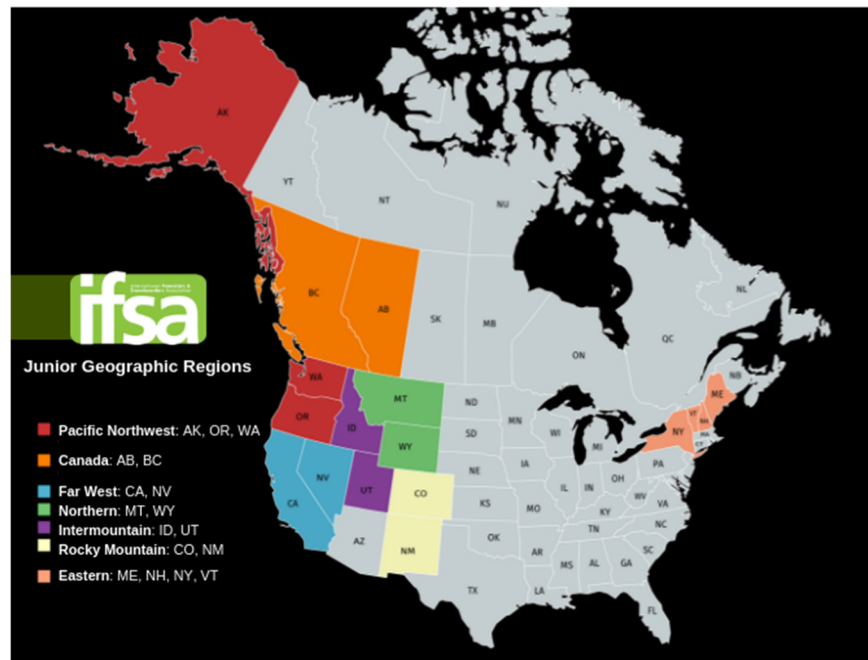 AK
YT
NT
NU
BC
AB
SK
MB
NL
QC
ON
NB
ifsa
Junior Geographic Regions
WA
OR
ID
MT
WY
ND
SD
MN
WI
MI
ME
VT
NH
NY
MA
CT
PA
Pacific Northwest: AK, OR, WA
Canada: AB, BC
Far West: CA, NV
Northern: MT, WY
Intermountain: ID, UT
Rocky Mountain: CO, NM
Eastern: ME, NH, NY, VT
CA
NV
UT
CO
AZ
NM
NE
IA
IL
IN
OH
KS
MO
KY
WV
VA
OK
AR
TN
NC
SC
MS
AL
GA
TX
LA
FL